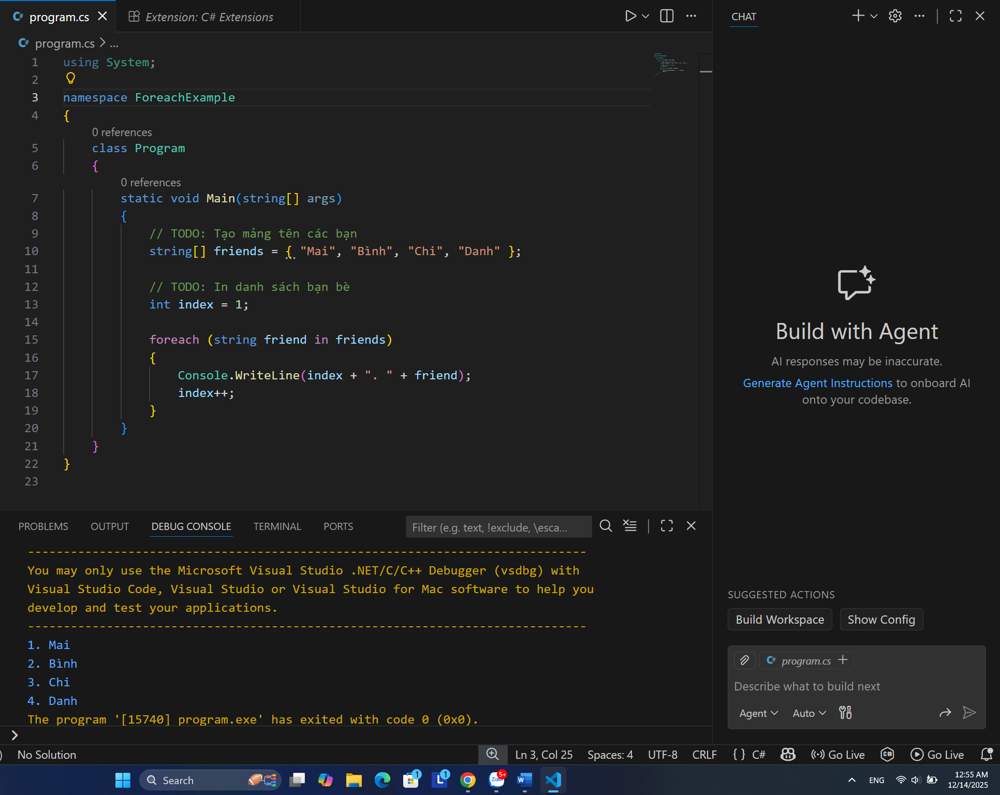 program.cs
Extension: C# Extensions
CHAT
program.cs > ...
1 using System;
2
3 namespace ForeachExample
4 {
0 references
5 class Program
6 {
0 references
7 static void Main(string[] args)
8 {
9 // TODO: Tạo mảng tên các bạn
10 string[] friends = { "Mai", "Bình", "Chi", "Danh" };
11
12 // TODO: In danh sách bạn bè
13 int index = 1;
14
15 foreach (string friend in friends)
16 {
17 Console.WriteLine(index + ". " + friend);
18 index++;
19 }
20 }
21 }
22 }
23
Build with Agent
AI responses may be inaccurate.
Generate Agent Instructions to onboard AI
onto your codebase.
PROBLEMS OUTPUT DEBUG CONSOLE TERMINAL PORTS
Filter (e.g. text, !exclude, \esca...
--------------------------------------------------------------------------------
You may only use the Microsoft Visual Studio .NET/C/C++ Debugger (vsdbg) with
Visual Studio Code, Visual Studio or Visual Studio for Mac software to help you
develop and test your applications.
--------------------------------------------------------------------------------
1. Mai
2. Bình
3. Chi
4. Danh
The program '[15740] program.exe' has exited with code 0 (0x0).
SUGGESTED ACTIONS
Build Workspace Show Config
program.cs
Describe what to build next
Agent Auto
No Solution
Ln 3, Col 25 Spaces: 4 UTF-8 CRLF { } C# Go Live Go Live
Search
1
L 1
Zalo 5+
W
ENG
12:55 AM
12/14/2025